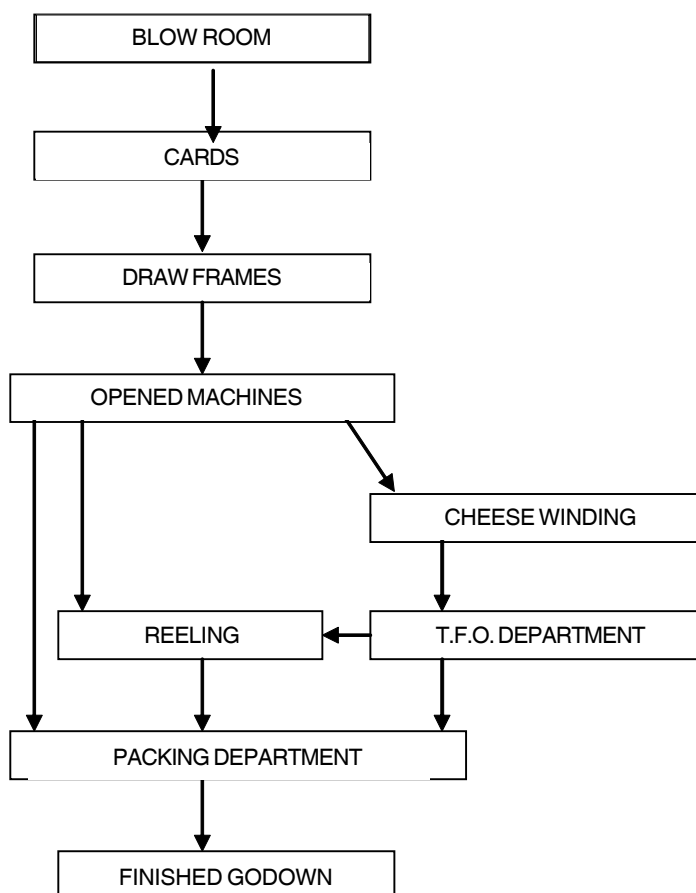 BLOW ROOM
CARDS
DRAW FRAMES
OPENED MACHINES
CHEESE WINDING
REELING
T.F.O. DEPARTMENT
PACKING DEPARTMENT
FINISHED GODOWN